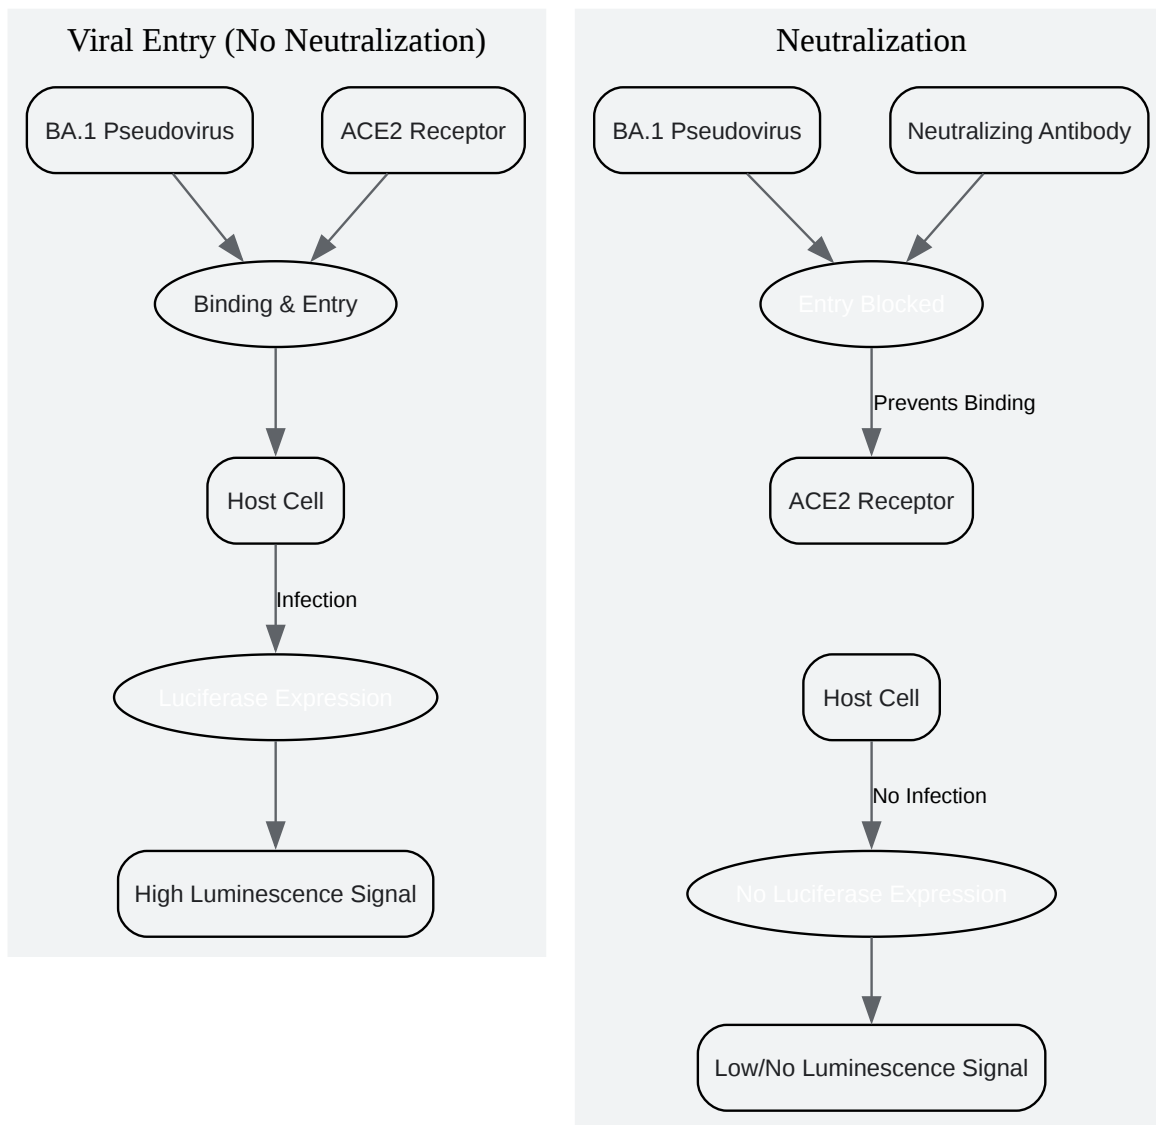 Viral Entry (No Neutralization)
BA.1 Pseudovirus
ACE2 Receptor
Binding & Entry
Host Cell
Infection
Luciferase Expression
High Luminescence Signal
Neutralization
BA.1 Pseudovirus
Neutralizing Antibody
Entry Blocked
Prevents Binding
ACE2 Receptor
Host Cell
No Infection
No Luciferase Expression
Low/No Luminescence Signal